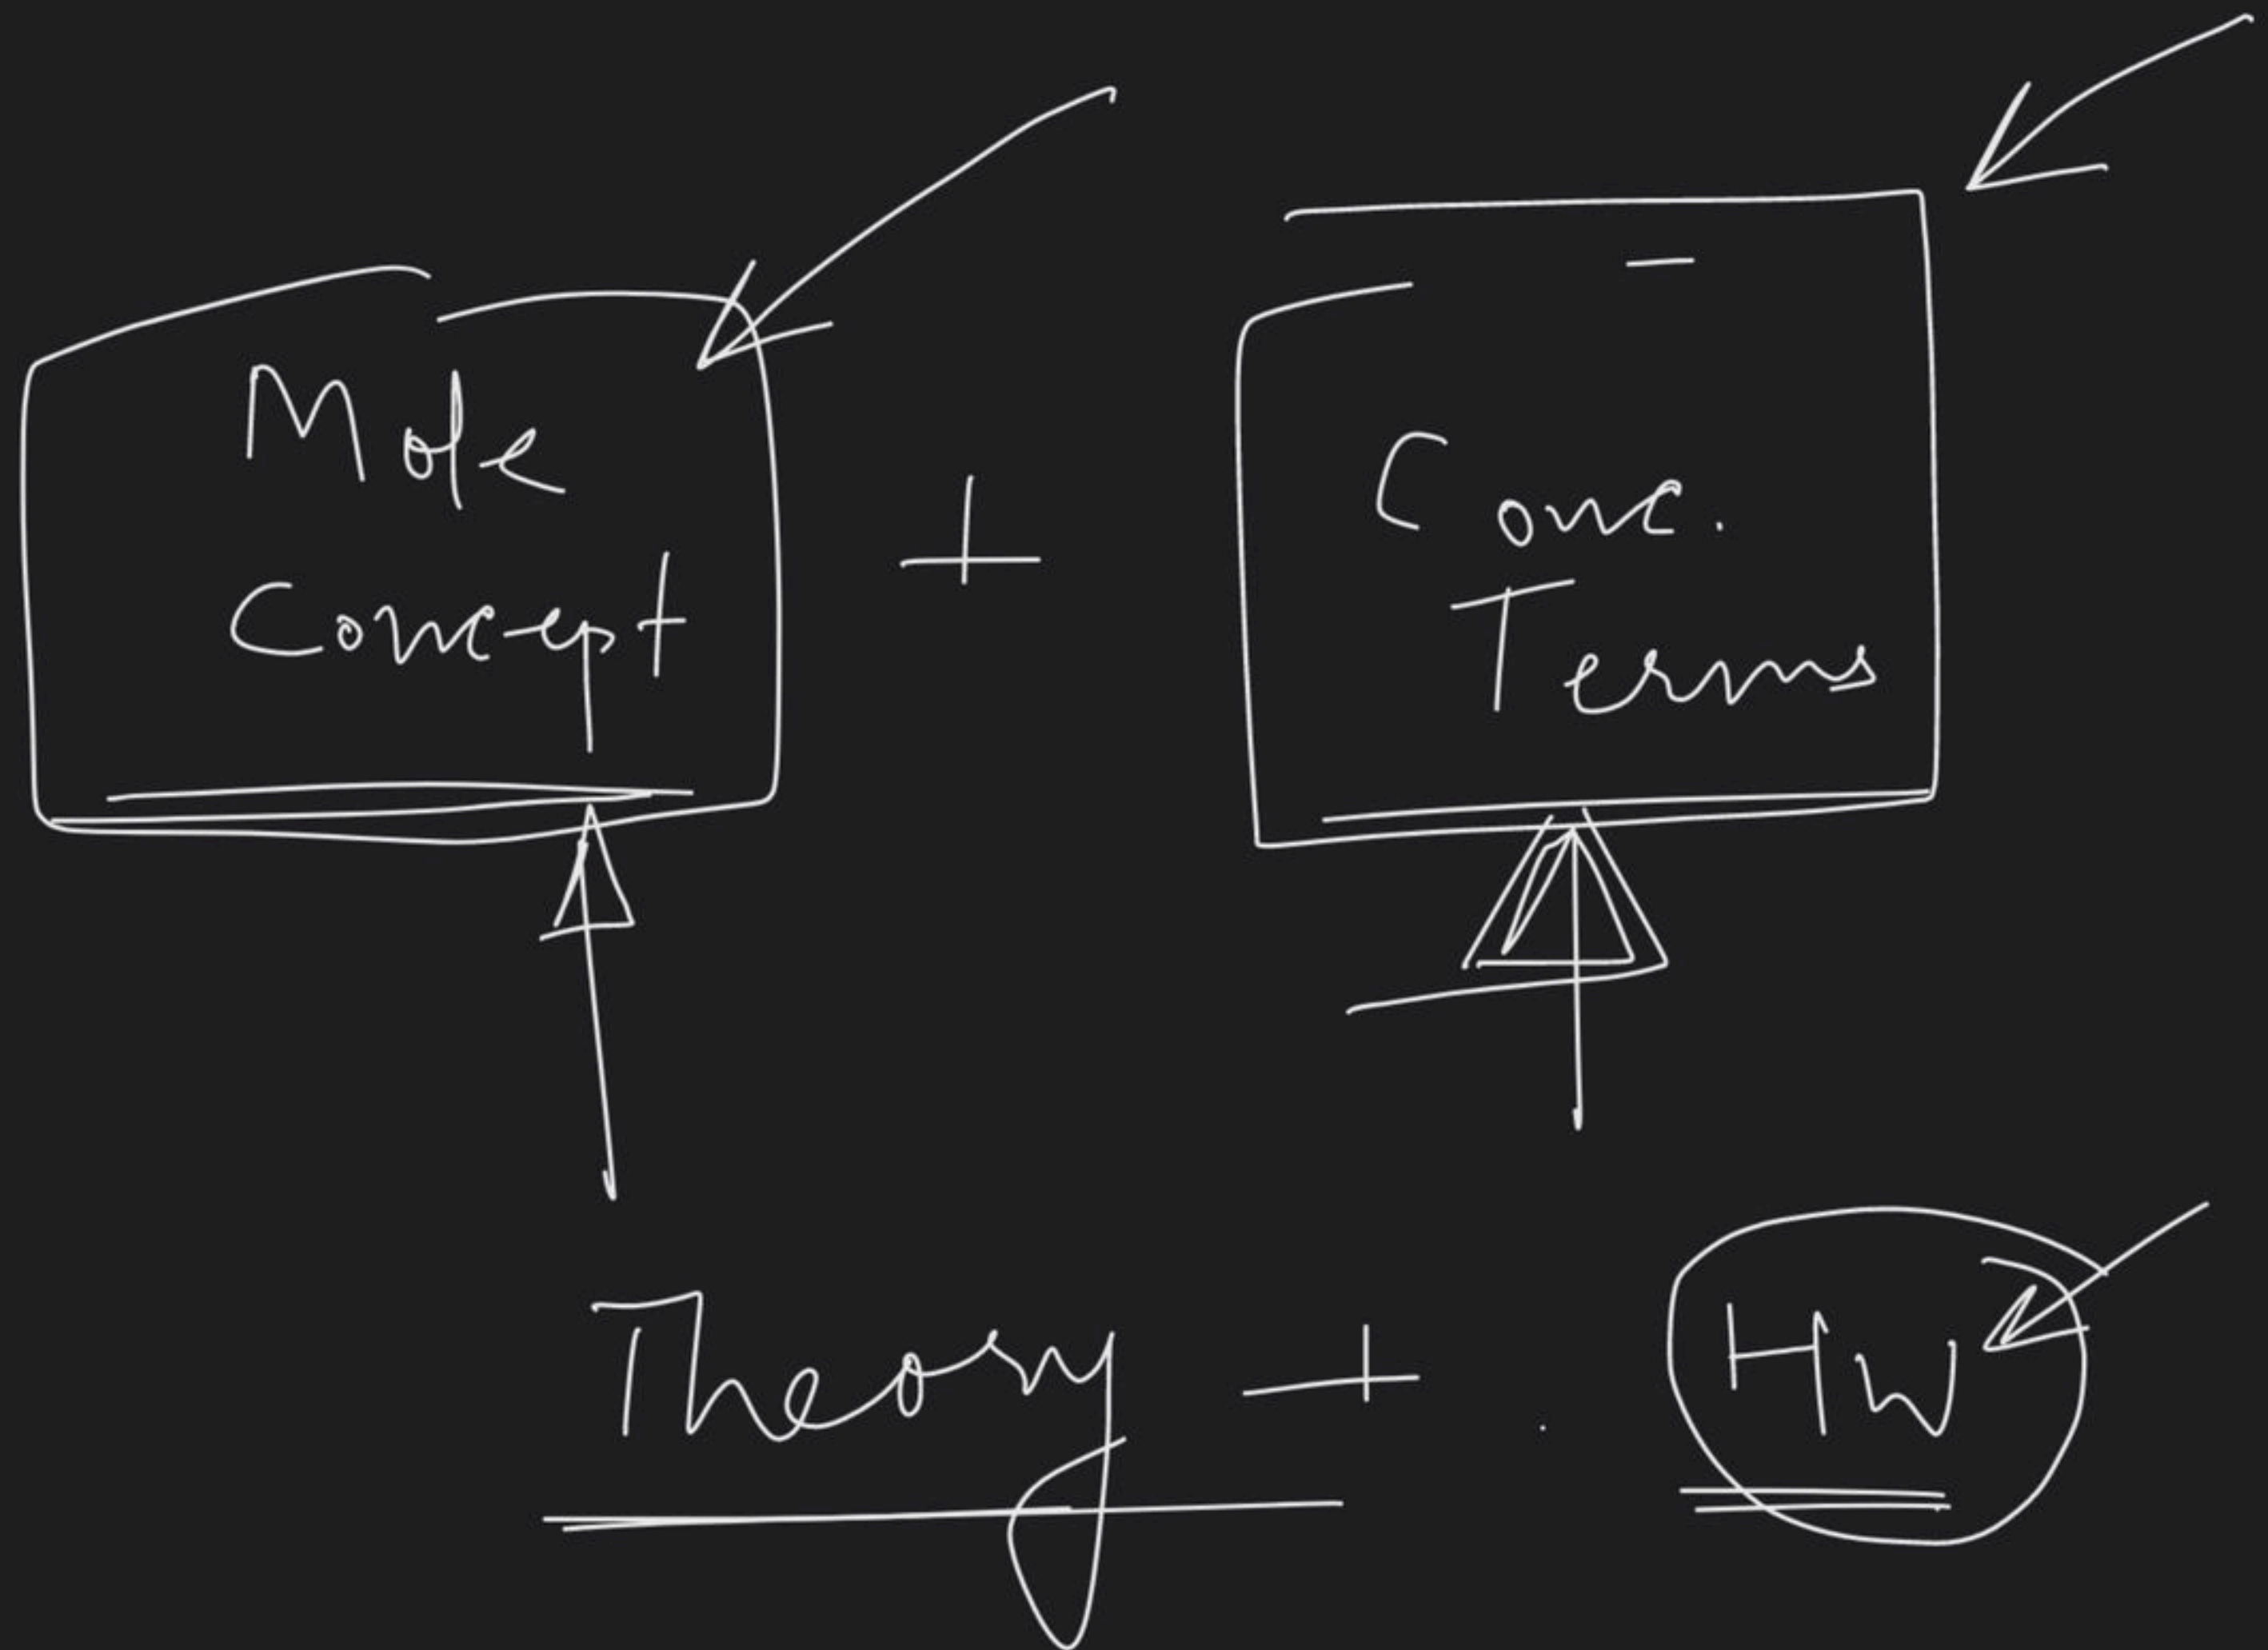 Mole
Concept
+
Conc.
Terms
Theory + . HW